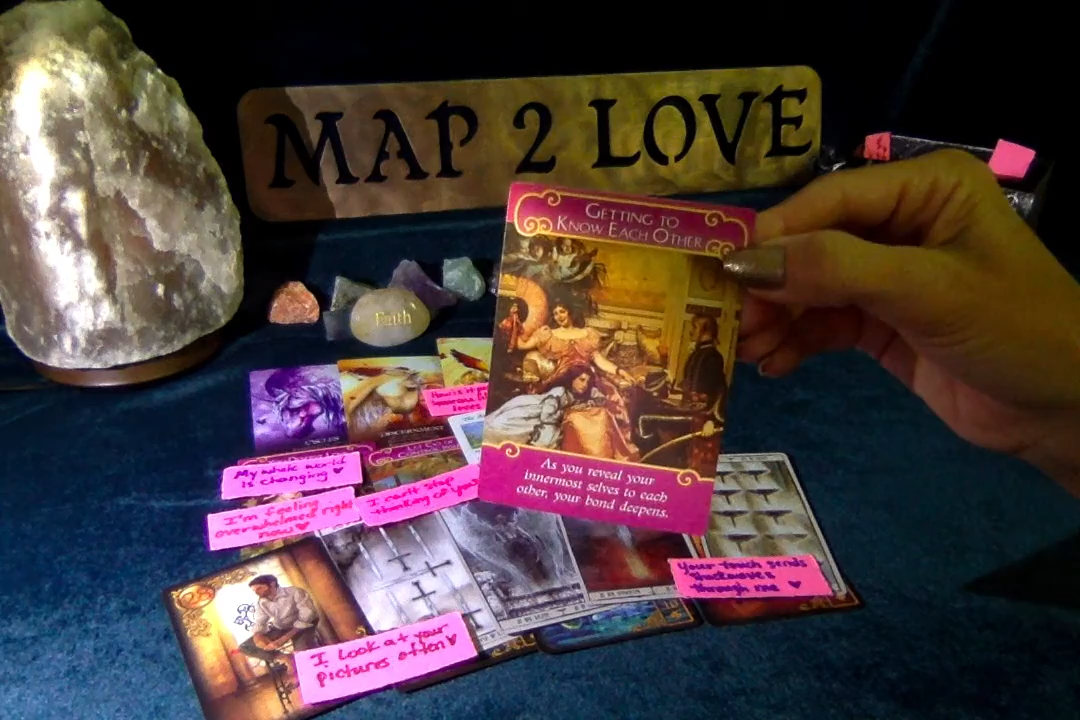 MAP 2 LOVE
Faith
GETTING TO
KNOW EACH OTHER
As you reveal your
innermost selves to each
other, your bond deepens.
My whole world
is changing
I'm feeling
overwhelmed right
now
I can't stop
thinking of you
Your touch sends
through me
I Look at your
pictures often